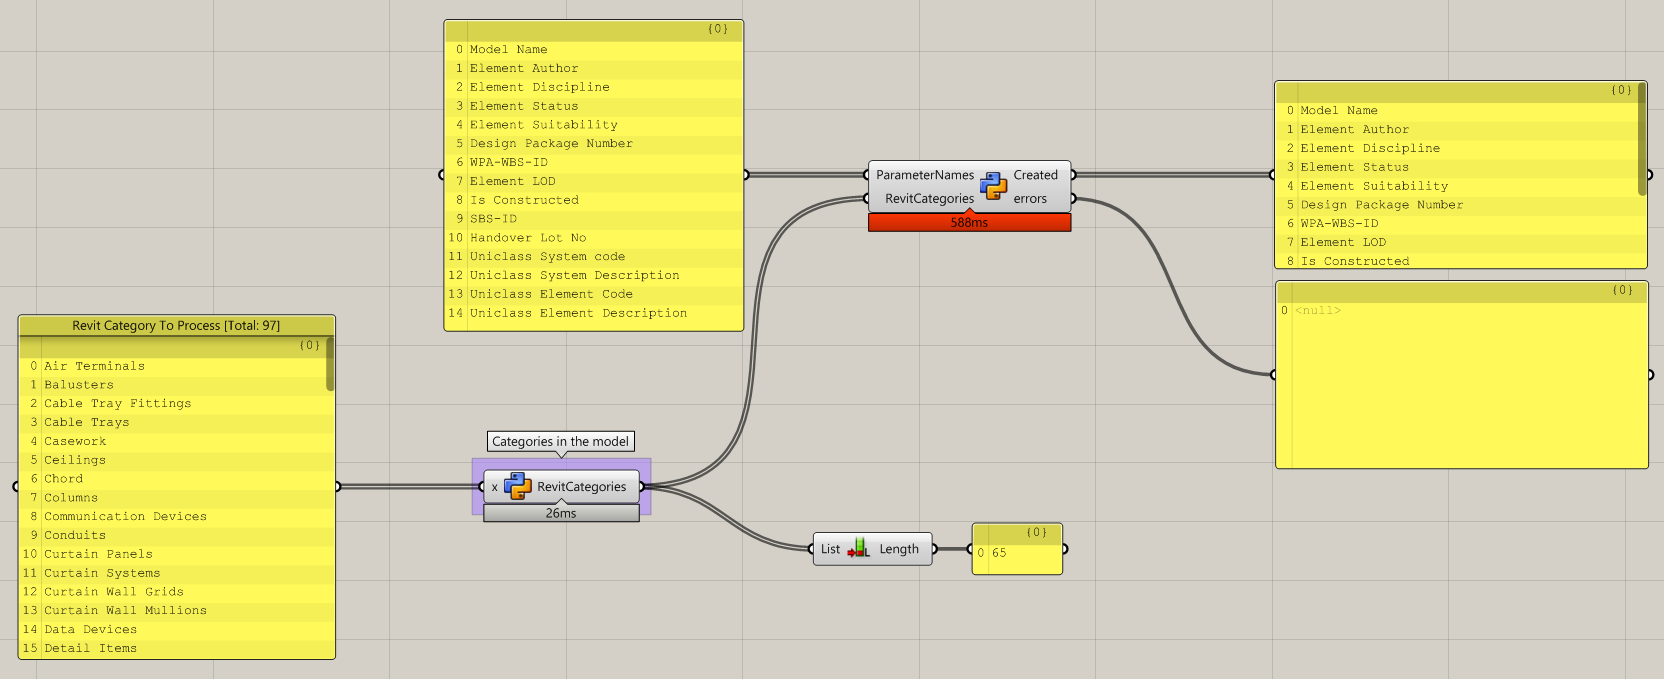 {0}
0 Model Name
1 Element Author
2 Element Discipline
3 Element Status
4 Element Suitability
5 Design Package Number
6 WPA-WBS-ID
7 Element LOD
8 Is Constructed
9 SBS-ID
10 Handover Lot No
11 Uniclass System code
12 Uniclass System Description
13 Uniclass Element Code
14 Uniclass Element Description
ParameterNames Created
RevitCategories errors
588ms
{0}
0 Model Name
1 Element Author
2 Element Discipline
3 Element Status
4 Element Suitability
5 Design Package Number
6 WPA-WBS-ID
7 Element LOD
8 Is Constructed
{0}
0 <null>
Revit Category To Process [Total: 97]
{0}
0 Air Terminals
1 Balusters
2 Cable Tray Fittings
3 Cable Trays
4 Casework
5 Ceilings
6 Chord
7 Columns
8 Communication Devices
9 Conduits
10 Curtain Panels
11 Curtain Systems
12 Curtain Wall Grids
13 Curtain Wall Mullions
14 Data Devices
15 Detail Items
Categories in the model
x RevitCategories
26ms
List L Length
{0}
0 65